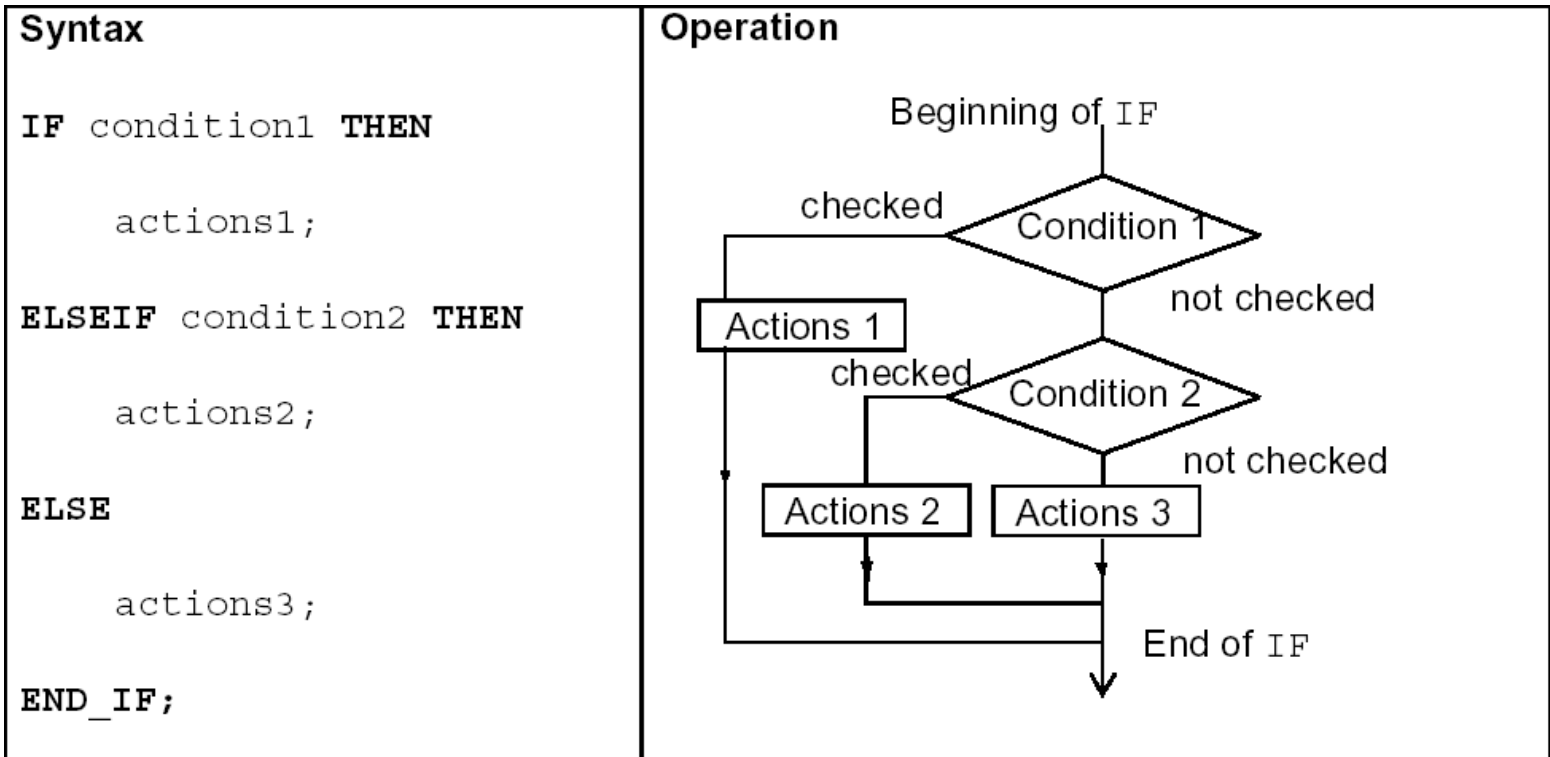 Syntax
IF condition1 THEN
actions1;
ELSEIF condition2 THEN
actions2;
ELSE
actions3;
END_IF;
Operation
Beginning of IF
checked
Condition 1
not checked
Actions 1
checked
Condition 2
not checked
Actions 2
Actions 3
End of IF